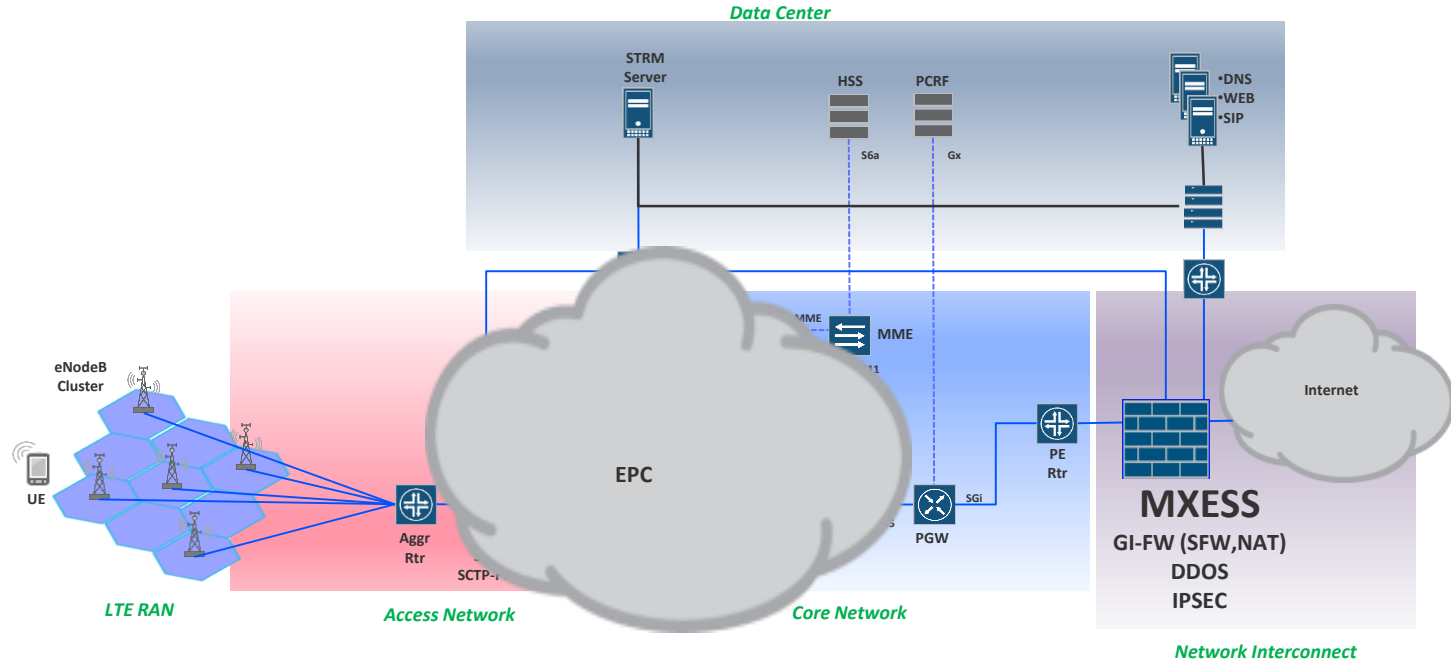 Data Center
STRM
Server
HSS
PCRF
•DNS
•WEB
•SIP
S6a
Gx
MME
MME
11
eNodeB
Cluster
Internet
EPC
PE
Rtr
UE
SGi
MXESS
Aggr
Rtr
PGW
GI-FW (SFW,NAT)
DDOS
IPSEC
LTE RAN
Access Network
Core Network
Network Interconnect